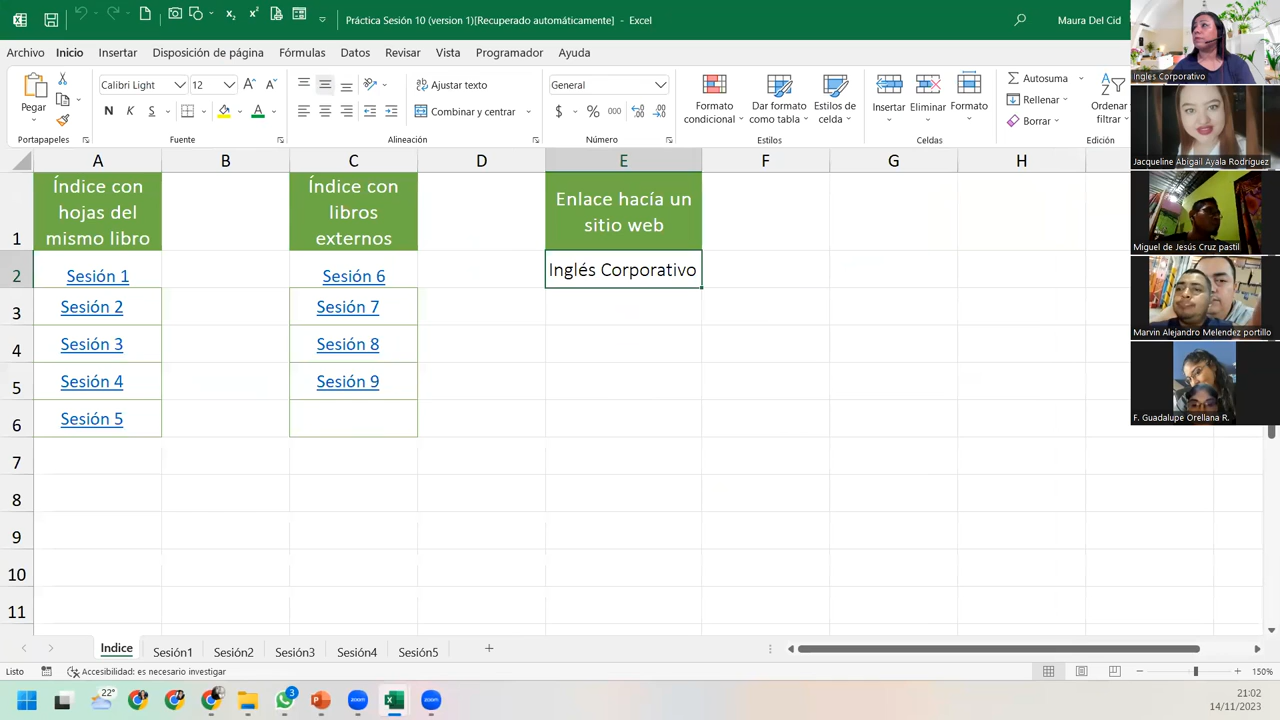 Práctica Sesión 10 (version 1)[Recuperado automáticamente] - Excel
Maura Del Cid
Archivo Inicio Insertar Disposición de página Fórmulas Datos Revisar Vista Programador Ayuda
Pegar
Portapapeles
Calibri Light 12
N K S
Fuente
Ajustar texto
Combinar y centrar
Alineación
General
$ % 000
Número
Formato condicional
Dar formato como tabla
Estilos de celda
Estilos
Insertar Eliminar Formato
Celdas
Autosuma
Rellenar
Borrar
Ordenar
filtrar
Edición
A B C D E F G H
1 2 3 4 5 6 7 8 9 10 11
Índice con
hojas del
mismo libro
Sesión 1
Sesión 2
Sesión 3
Sesión 4
Sesión 5
Índice con
libros
externos
Sesión 6
Sesión 7
Sesión 8
Sesión 9
Enlace hacía un
sitio web
Inglés Corporativo
Ingles Corporativo
Jacqueline Abigail Ayala Rodríguez
Miguel de Jesús Cruz pastil
Marvin Alejandro Melendez portillo
F. Guadalupe Orellana R.
Indice Sesión1 Sesión2 Sesión3 Sesión4 Sesión5
Listo
Accesibilidad: es necesario investigar
150%
22°
3
zoom
zoom
21:02
14/11/2023